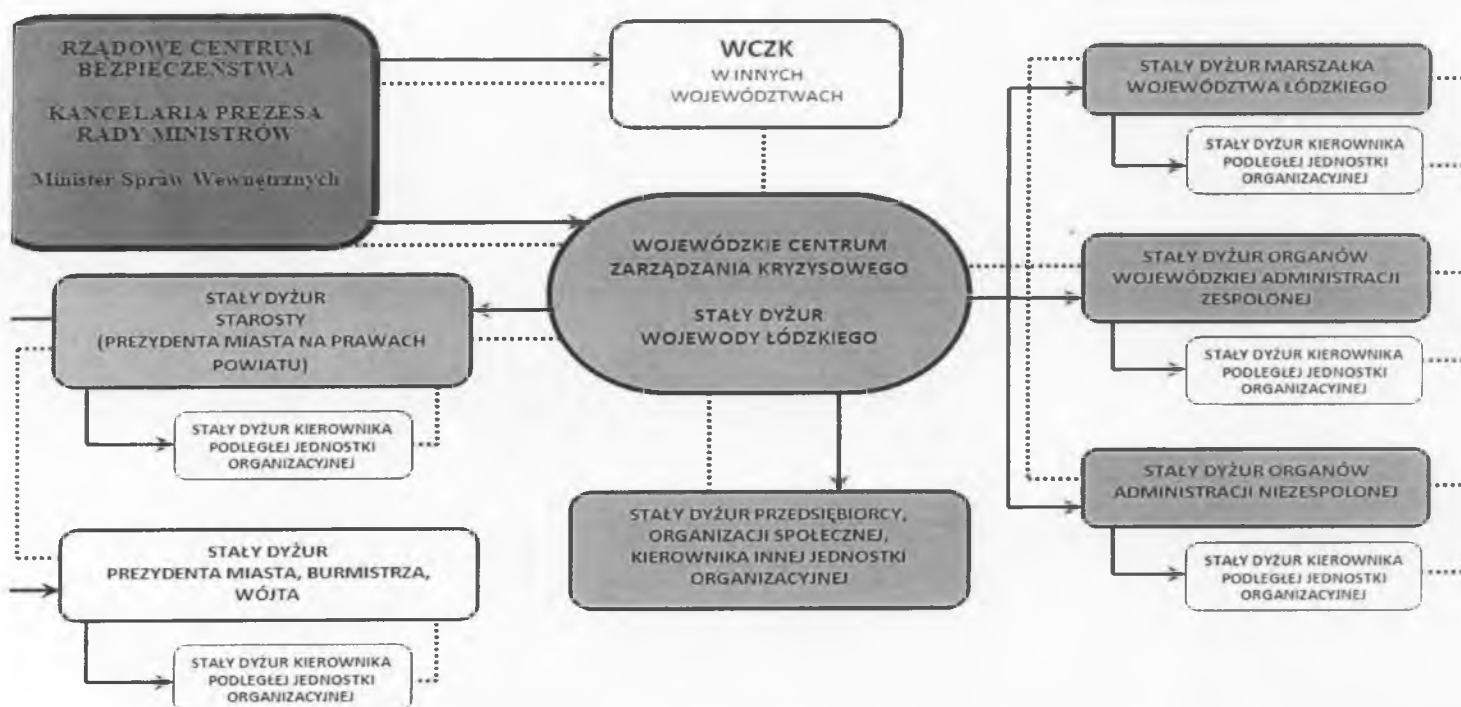 RZĄDOWE CENTRUM
BEZPIECZEŃSTWA
KANCELARIA PREZESA
RADY MINISTRÓW
Minister Spraw Wewnętrznych
WCZK
W INNYCH
WOJEWÓDZTWACH
STAŁY DYŻUR MARSZAŁKA
WOJEWÓDZTWA ŁÓDZKIEGO
STAŁY DYŻUR KIEROWNIKA
PODLEGŁEJ JEDNOSTKI
ORGANIZACYJNEJ
WOJEWÓDZKIE CENTRUM
ZARZĄDZANIA KRYZYSOWEGO
STAŁY DYŻUR
WOJEWODY ŁÓDZKIEGO
STAŁY DYŻUR ORGANÓW
WOJEWÓDZKIEJ ADMINISTRACJI
ZESPOLONEJ
STAŁY DYŻUR KIEROWNIKA
PODLEGŁEJ JEDNOSTKI
ORGANIZACYJNEJ
STAŁY DYŻUR
STAROSTY
(PREZYDENTA MIASTA NA PRAWACH
POWIATU)
STAŁY DYŻUR KIEROWNIKA
PODLEGŁEJ JEDNOSTKI
ORGANIZACYJNEJ
STAŁY DYŻUR ORGANÓW
ADMINISTRACJI NIEZESPOLONEJ
STAŁY DYŻUR KIEROWNIKA
PODLEGŁEJ JEDNOSTKI
ORGANIZACYJNEJ
STAŁY DYŻUR PRZEDSIĘBIORCY,
ORGANIZACJI SPOŁECZNEJ,
KIEROWNIKA INNEJ JEDNOSTKI
ORGANIZACYJNEJ
STAŁY DYŻUR
PREZYDENTA MIASTA, BURMISTRZA,
WÓJTA
STAŁY DYŻUR KIEROWNIKA
PODLEGŁEJ JEDNOSTKI
ORGANIZACYJNEJ